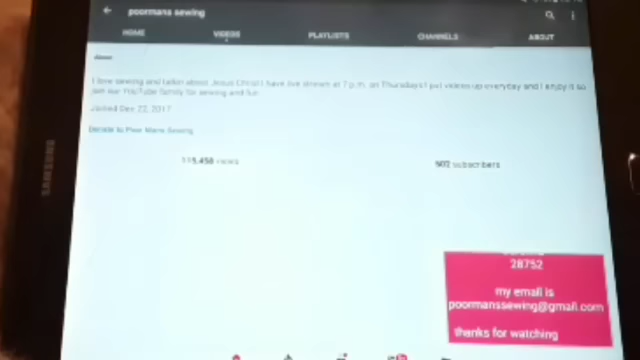 poormans sewing
HOME VIDEOS PLAYLISTS CHANNELS ABOUT
I love sewing and talkin about Jesus Christ I have live stream at 7 p.m. on Thursdays I put videos up everyday and I enjoy it so
join our YouTube family for sewing and fun
Joined Dec 22, 2017
Donate to Poor Mans Sewing
115,458 views
502 subscribers
28752
my email is
poormanssewing@gmail.com
thanks for watching
SAMSUNG